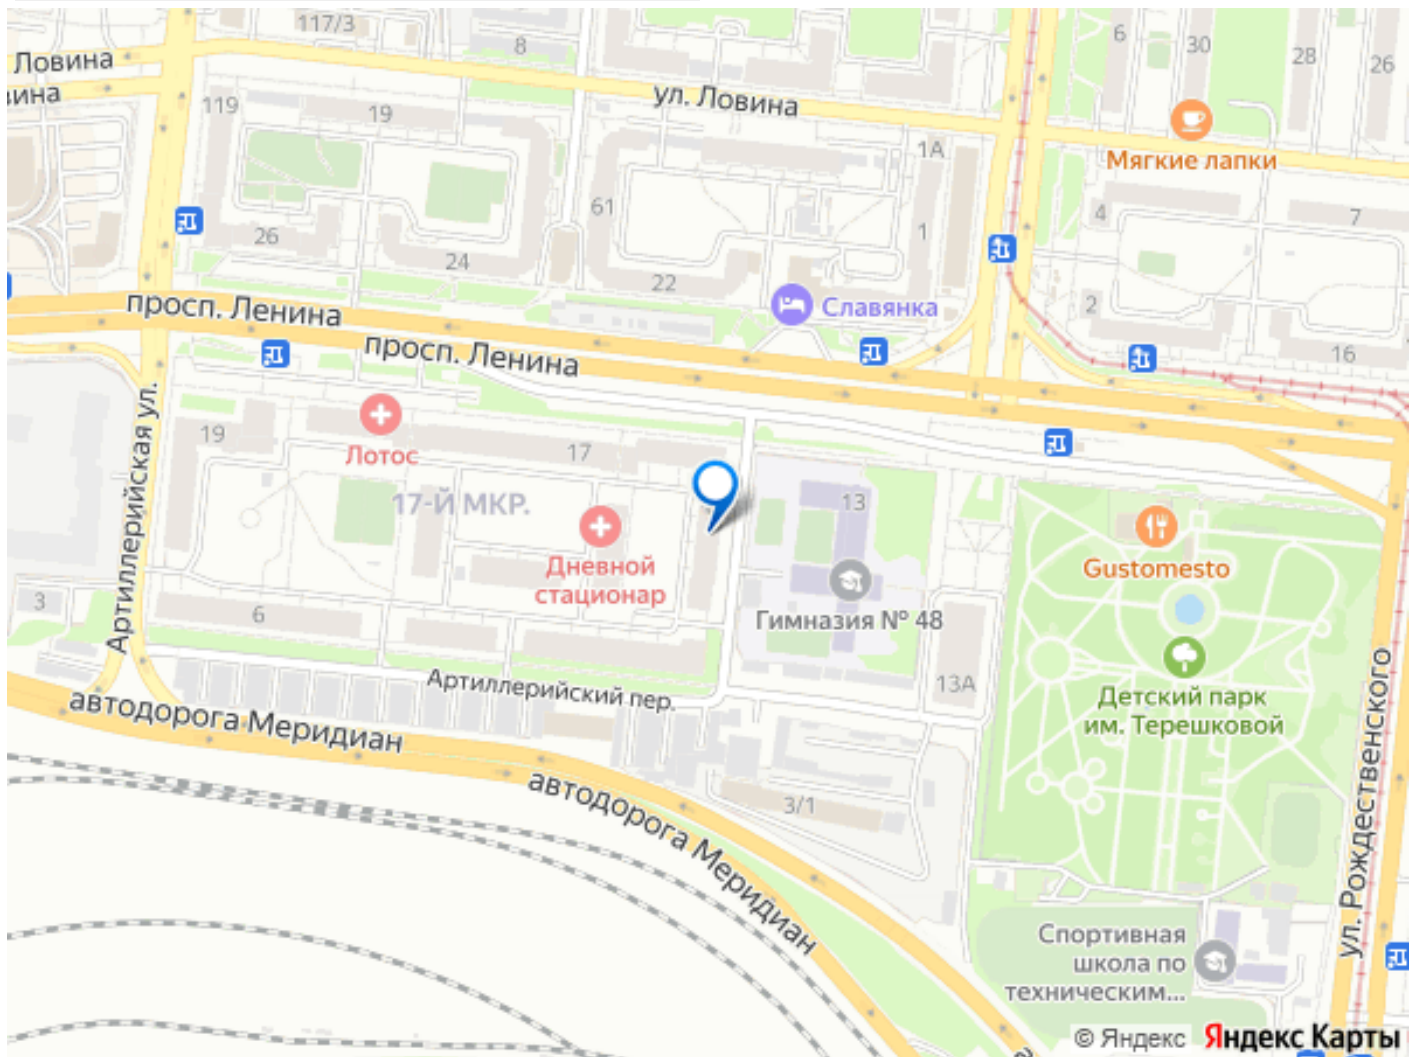 117/3
8
6
30
28
26
Ловина
вина
ул. Ловина
119
19
1А
Мягкие лапки
61
1
4
7
26
24
22
Славянка
2
16
просп. Ленина
просп. Ленина
Артиллерийская ул.
19
Лотос
17
17-Й МКР.
13
Дневной
стационар
Gustomesto
Гимназия № 48
3
6
13А
Детский парк
им. Терешковой
Артиллерийский пер.
автодорога Меридиан
автодорога Меридиан
3/1
ул. Рождественского
Спортивная
школа по
техническим...
© Яндекс Яндекс Карты